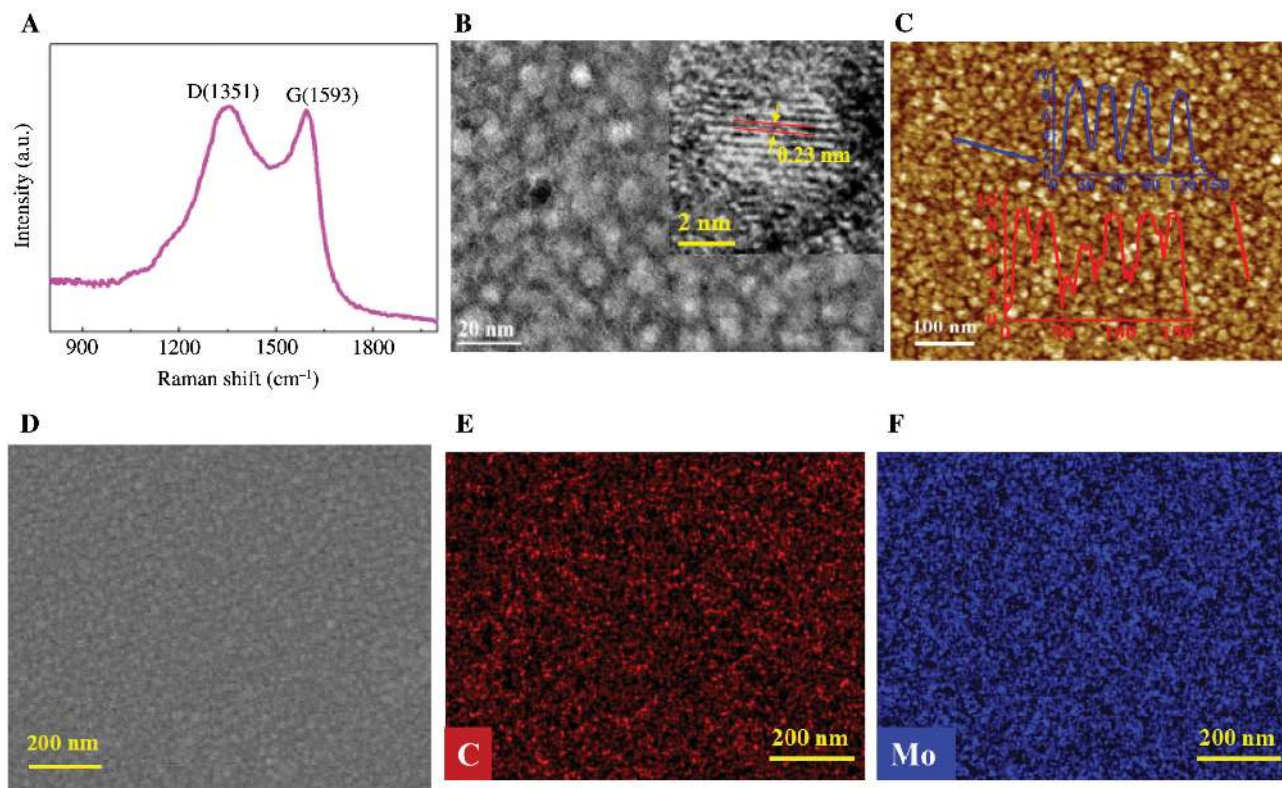 A
D(1351)
G(1593)
Intensity (a.u.)
900
1200
1500
1800
Raman shift (cm⁻¹)
B
0.23 nm
2 nm
20 nm
C
100 nm
D
200 nm
E
C
200 nm
F
Mo
200 nm